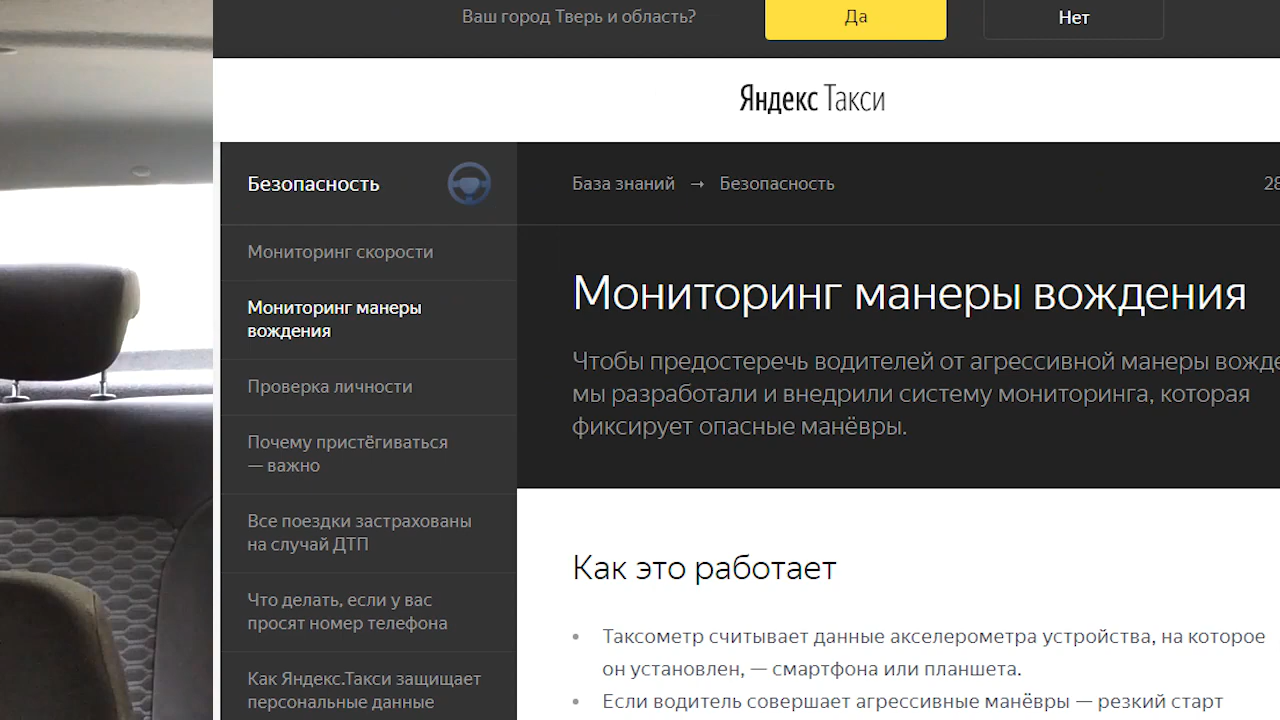 Ваш город Тверь и область?
Да
Нет
Яндекс Такси
Безопасность
Мониторинг скорости
Мониторинг манеры
вождения
Проверка личности
Почему пристёгиваться
— важно
Все поездки застрахованы
на случай ДТП
Что делать, если у вас
просят номер телефона
Как Яндекс.Такси защищает
персональные данные
База знаний → Безопасность
28
Мониторинг манеры вождения
Чтобы предостеречь водителей от агрессивной манеры вожде
мы разработали и внедрили систему мониторинга, которая
фиксирует опасные манёвры.
Как это работает
• Таксометр считывает данные акселерометра устройства, на которое
он установлен, — смартфона или планшета.
• Если водитель совершает агрессивные манёвры — резкий старт